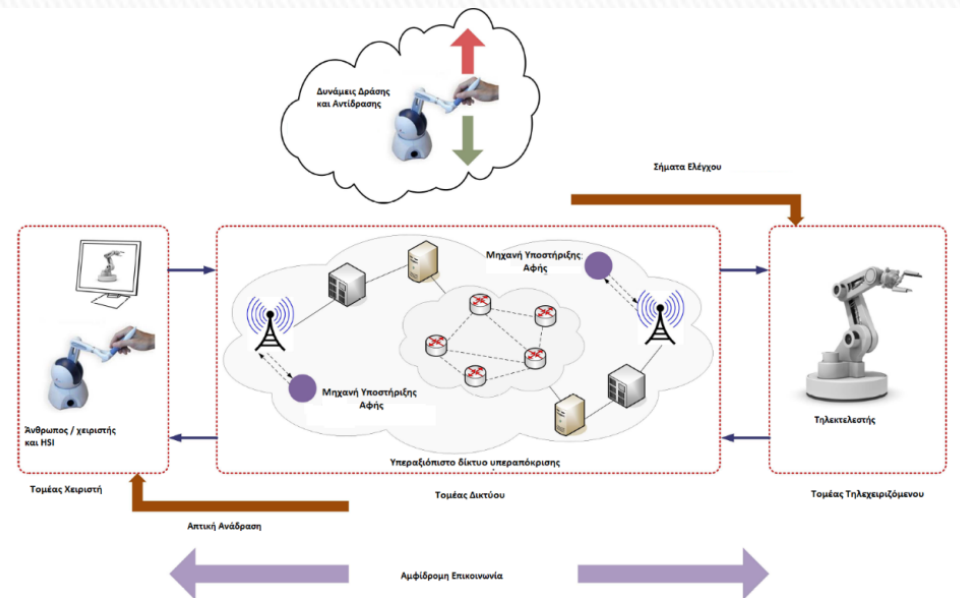 Δυνάμεις Δράσης
και Αντίδρασης
Σήματα Ελέγχου
Μηχανή Υποστήριξης
Αφής
Μηχανή Υποστήριξης
Αφής
Άνθρωπος / χειριστής
και HSI
Τηλεκτελεστής
Υπεραξιόπιστο δίκτυο υπεραπόκρισης
Τομέας Χειριστή
Τομέας Δικτύου
Τομέας Τηλεχειριζόμενου
Απτική Ανάδραση
Αμφίδρομη Επικοινωνία